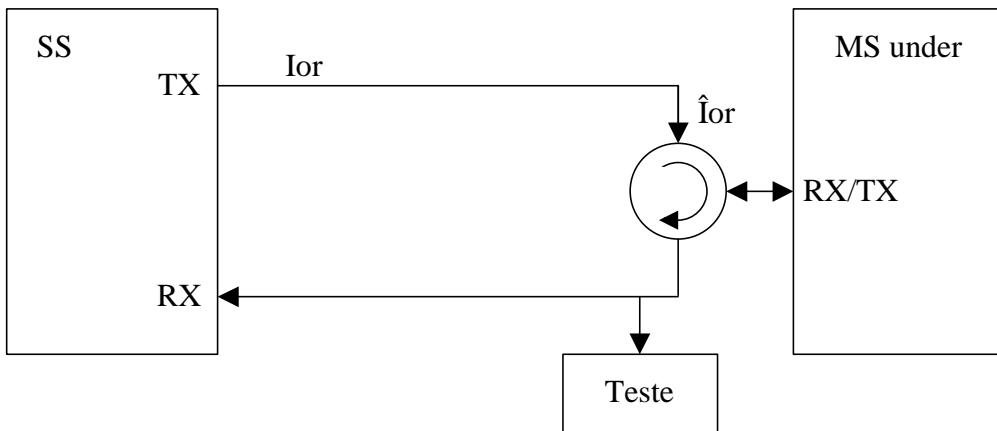 SS
MS under
TX
Ior
Îor
RX/TX
RX
Teste